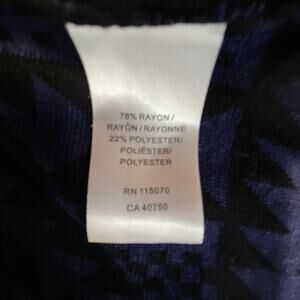 78% RAYON /
RAYÓN / RAYONNE
22% POLYESTER/
POLIÉSTER/
POLYESTER
RN 115070
CA 40750